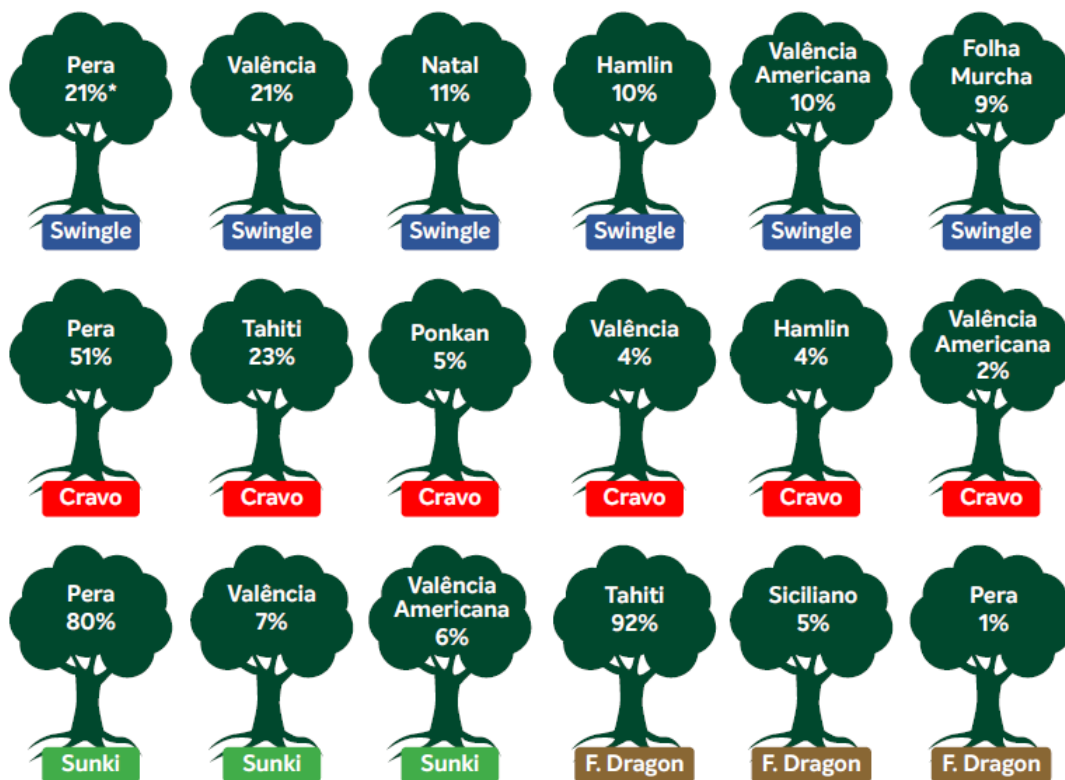 Pera
21%*
Swingle
Valência
21%
Swingle
Natal
11%
Swingle
Hamlin
10%
Swingle
Valência
Americana
10%
Swingle
Folha
Murcha
9%
Swingle
Pera
51%
Cravo
Tahiti
23%
Cravo
Ponkan
5%
Cravo
Valência
4%
Cravo
Hamlin
4%
Cravo
Valência
Americana
2%
Cravo
Pera
80%
Sunki
Valência
7%
Sunki
Valência
Americana
6%
Sunki
Tahiti
92%
F. Dragon
Siciliano
5%
F. Dragon
Pera
1%
F. Dragon